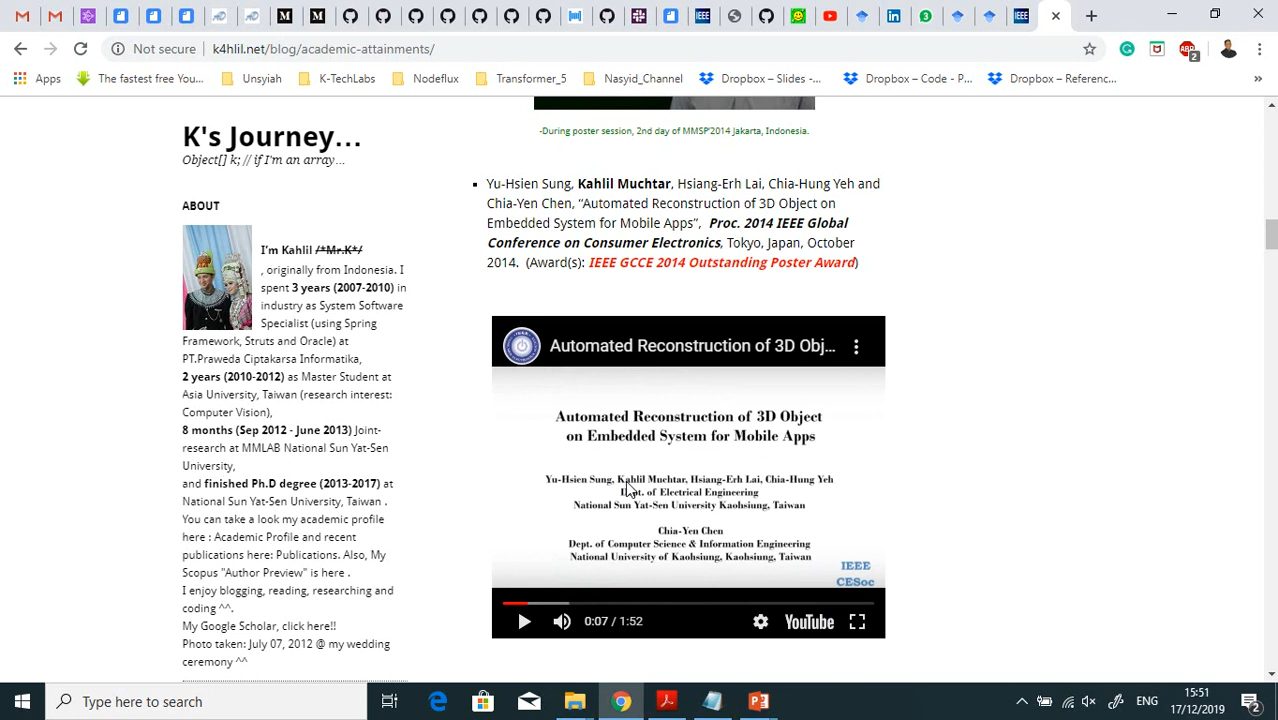 Not secure | k4hlil.net/blog/academic-attainments/
2
Apps The fastest free You... Unsyiah K-TechLabs Nodeflux Transformer_5 Nasyid_Channel Dropbox – Slides -... Dropbox – Code - P... Dropbox – Referenc... »
K's Journey...
Object[] k; // if I'm an array...
ABOUT
I'm Kahlil /*Mr.K*/
, originally from Indonesia. I
spent 3 years (2007-2010) in
industry as System Software
Specialist (using Spring
Framework, Struts and Oracle) at
PT.Praweda Ciptakarsa Informatika,
2 years (2010-2012) as Master Student at
Asia University, Taiwan (research interest:
Computer Vision),
8 months (Sep 2012 - June 2013) Joint-
research at MMLAB National Sun Yat-Sen
University,
and finished Ph.D degree (2013-2017) at
National Sun Yat-Sen University, Taiwan .
You can take a look my academic profile
here : Academic Profile and recent
publications here: Publications. Also, My
Scopus "Author Preview" is here .
I enjoy blogging, reading, researching and
coding ^^.
My Google Scholar, click here!!
Photo taken: July 07, 2012 @ my wedding
ceremony ^^
-During poster session, 2nd day of MMSP'2014 Jakarta, Indonesia.
Yu-Hsien Sung, Kahlil Muchtar, Hsiang-Erh Lai, Chia-Hung Yeh and
Chia-Yen Chen, “Automated Reconstruction of 3D Object on
Embedded System for Mobile Apps”, Proc. 2014 IEEE Global
Conference on Consumer Electronics, Tokyo, Japan, October
2014. (Award(s): IEEE GCCE 2014 Outstanding Poster Award)
Automated Reconstruction of 3D Obj...
Automated Reconstruction of 3D Object
on Embedded System for Mobile Apps
Yu-Hsien Sung, Kahlil Muchtar, Hsiang-Erh Lai, Chia-Hung Yeh
Dept. of Electrical Engineering
National Sun Yat-Sen University Kaohsiung, Taiwan
Chia-Yen Chen
Dept. of Computer Science & Information Engineering
National University of Kaohsiung, Kaohsiung, Taiwan
IEEE
CESoc
0:07 / 1:52 YouTube
Type here to search
ENG
15:51
17/12/2019
2